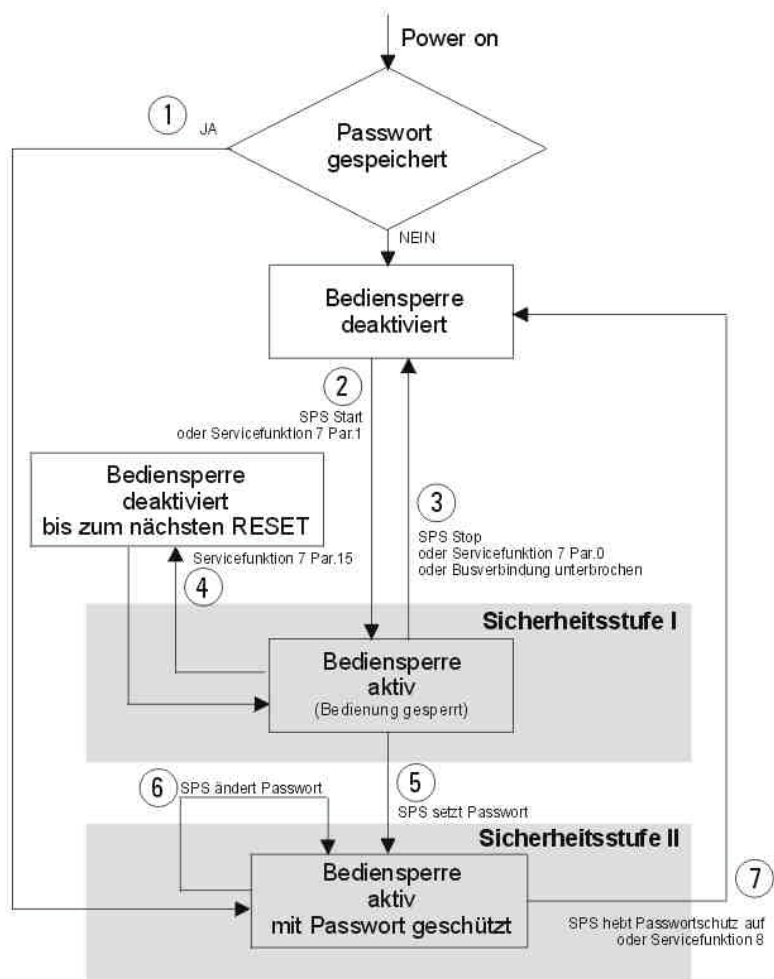 Power on
1
JA
Passwort
gespeichert
NEIN
Bediensperre
deaktiviert
2
SPS Start
oder Servicefunktion 7 Par.1
Bediensperre
deaktiviert
bis zum nächsten RESET
3
SPS Stop
oder Servicefunktion 7 Par.0
oder Busverbindung unterbrochen
Servicefunktion 7 Par.15
4
Sicherheitsstufe I
Bediensperre
aktiv
(Bedienung gesperrt)
5
SPS setzt Passwort
6
SPS ändert Passwort
Sicherheitsstufe II
Bediensperre
aktiv
mit Passwort geschützt
7
SPS hebt Passwortschutz auf
oder Servicefunktion 8